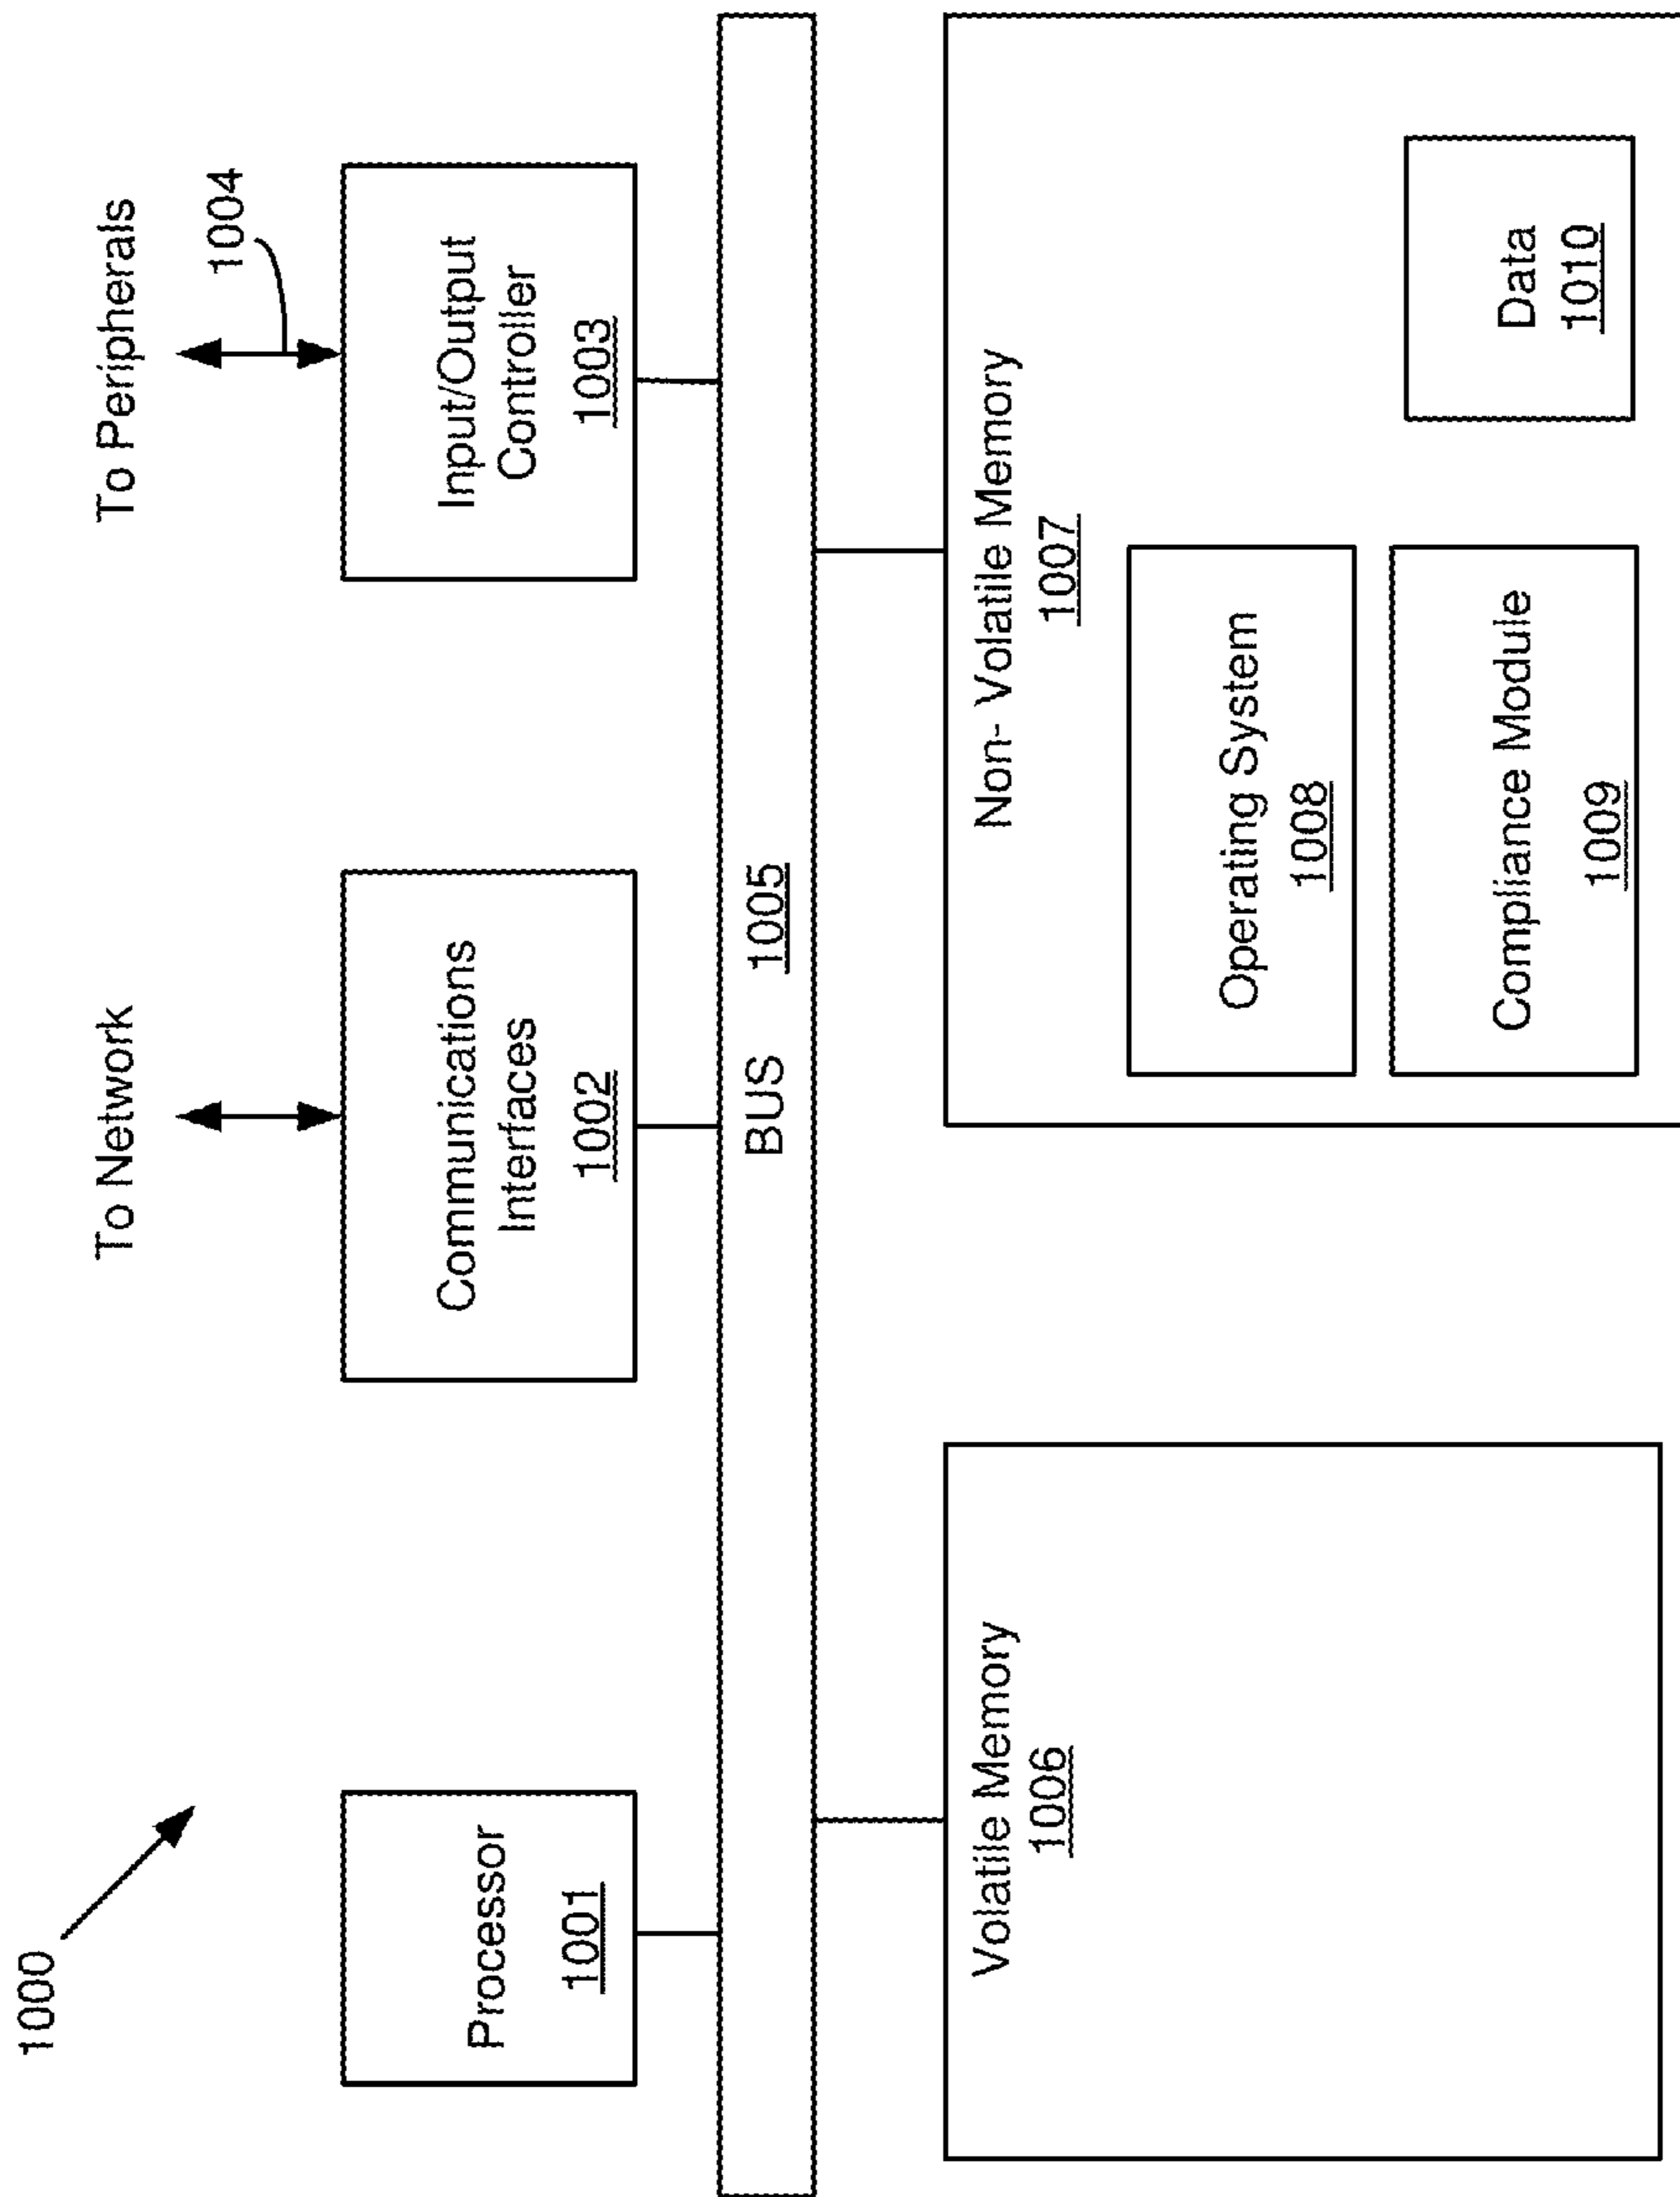 1000
To Network
To Peripherals
1004
Processor
1001
Communications
Interfaces
1002
Input/Output
Controller
1003
BUS 1005
Volatile Memory
1006
Non- Volatile Memory
1007
Operating System
1008
Compliance Module
1009
Data
1010